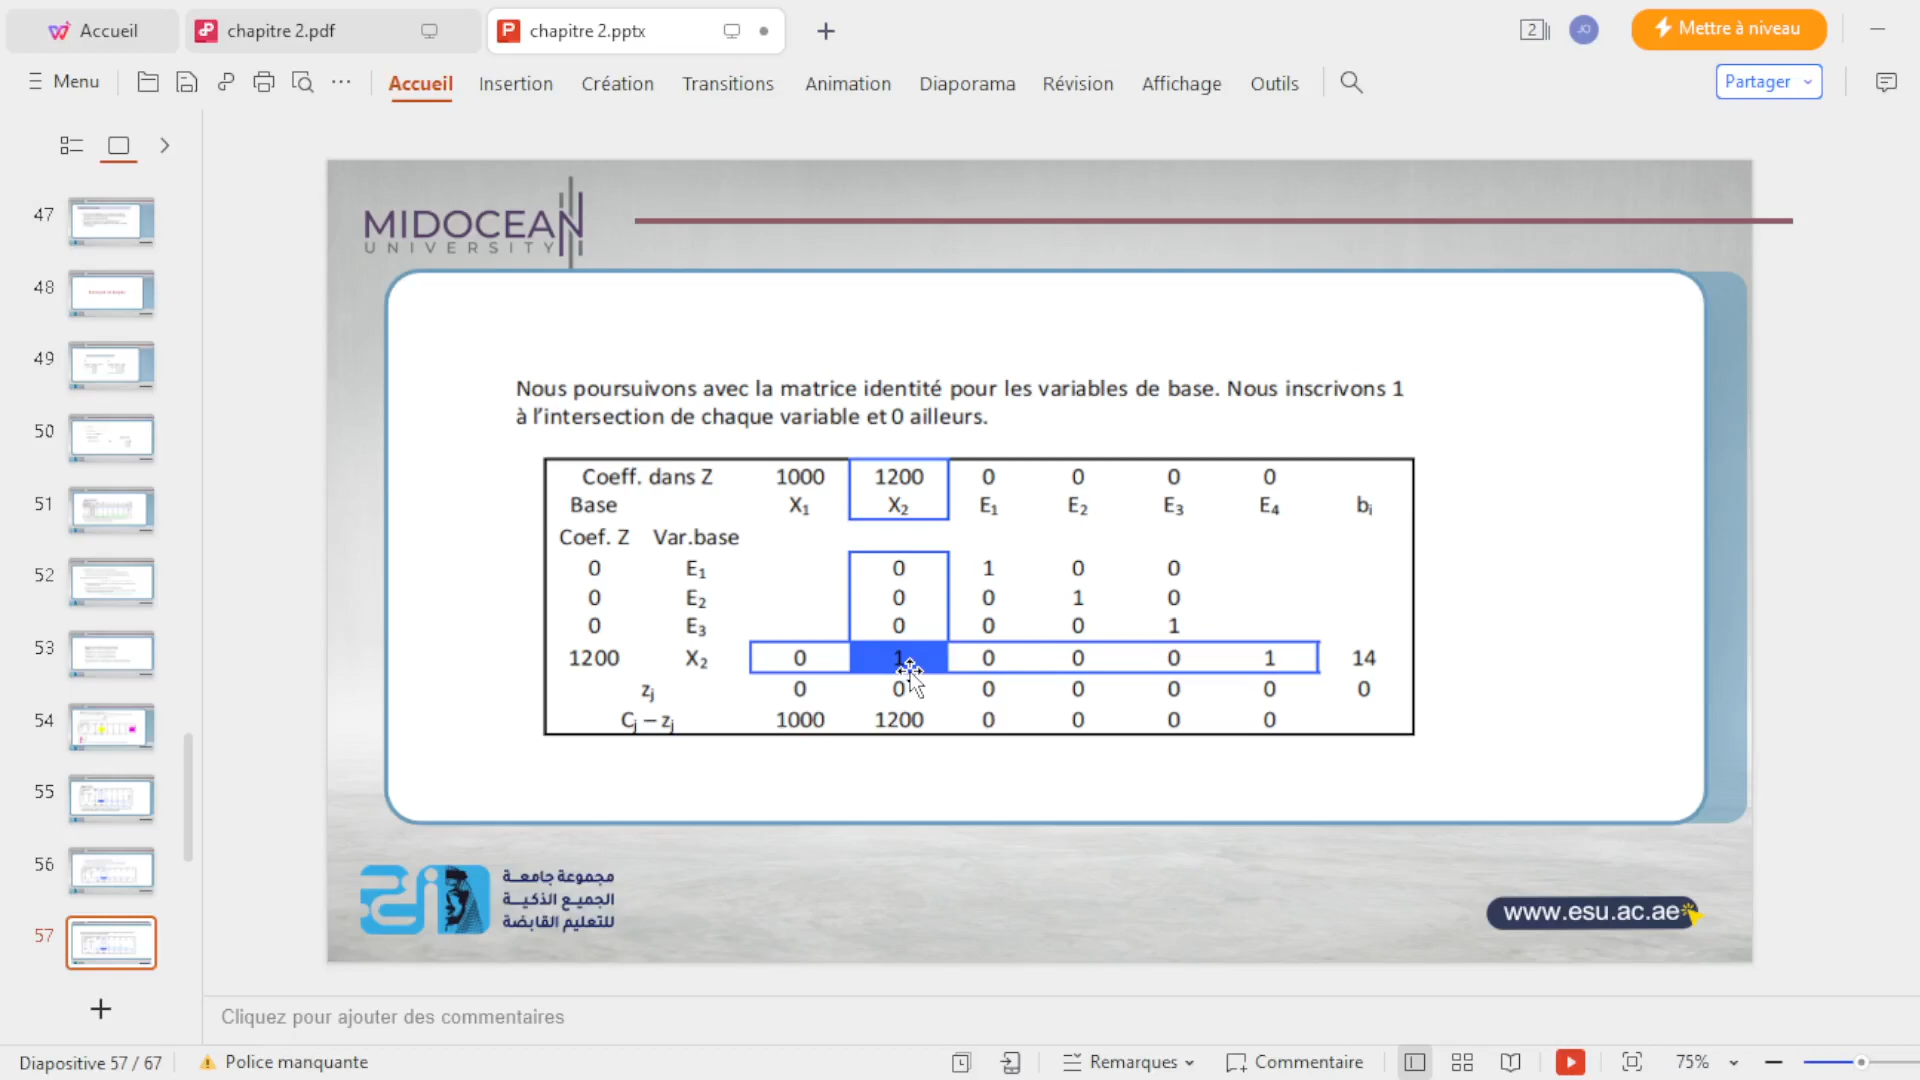 Accueil
chapitre 2.pdf
chapitre 2.pptx
2
JO
Mettre à niveau
Menu
Accueil
Insertion
Création
Transitions
Animation
Diaporama
Révision
Affichage
Outils
Partager
47
48
49
50
51
52
53
54
55
56
57
MIDOCEAN
UNIVERSITY
Nous poursuivons avec la matrice identité pour les variables de base. Nous inscrivons 1
à l’intersection de chaque variable et 0 ailleurs.
Coeff. dans Z 1000 1200 0 0 0 0
Base X₁ X₂ E₁ E₂ E₃ E₄ bᵢ
Coef. Z Var.base
0 E₁ 0 1 0 0
0 E₂ 0 0 1 0
0 E₃ 0 0 0 1
1200 X₂ 0 1 0 0 0 1 14
zⱼ 0 0 0 0 0 0 0
Cⱼ – zⱼ 1000 1200 0 0 0 0
مجموعة جامعة
الجميع الذكية
للتعليم القابضة
www.esu.ac.ae
Cliquez pour ajouter des commentaires
Diapositive 57 / 67
Police manquante
Remarques
Commentaire
75%